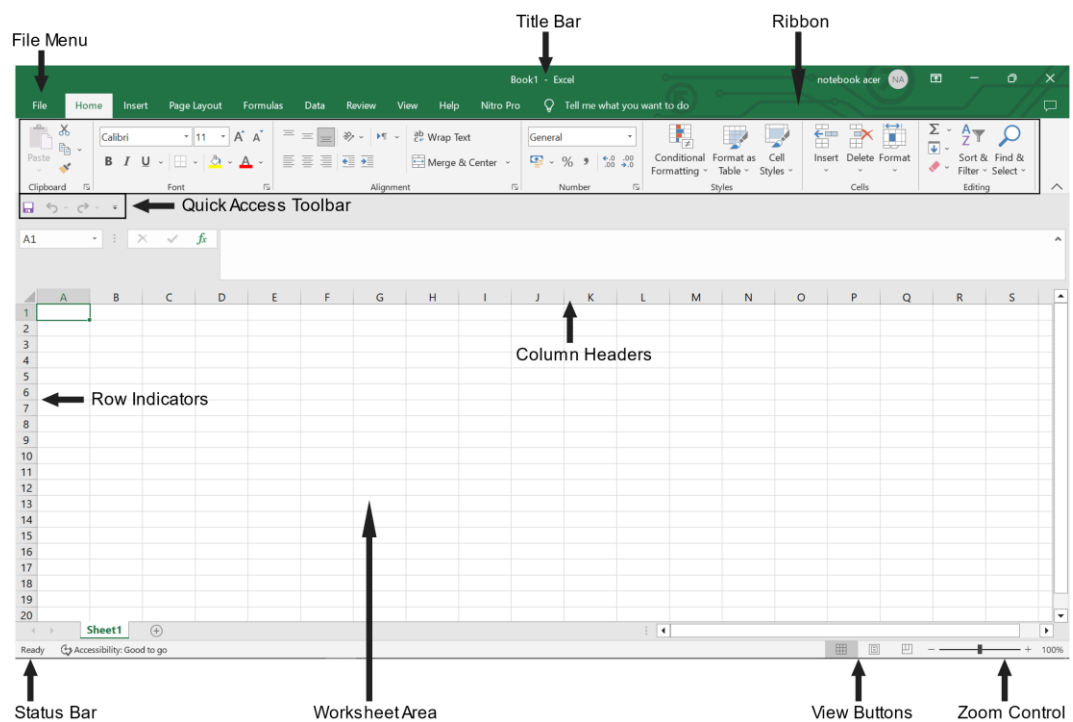 Title Bar
Ribbon
File Menu
Book1 - Excel
notebook acer NA
File Home Insert Page Layout Formulas Data Review View Help Nitro Pro Tell me what you want to do
Calibri 11 A A ab Wrap Text General Σ A
Paste B I U A Merge & Center % , .0 .00 Conditional Format as Cell Insert Delete Format Z Sort & Find &
Formatting Table Styles Filter Select
Clipboard Font Alignment Number Styles Cells Editing
Quick Access Toolbar
A1 fx
A B C D E F G H I J K L M N O P Q R S
1
2
3
Column Headers
4
5
6
Row Indicators
7
8
9
10
11
12
13
14
15
16
17
18
19
20
Sheet1
Ready Accessibility: Good to go 100%
Status Bar
Worksheet Area
View Buttons
Zoom Control